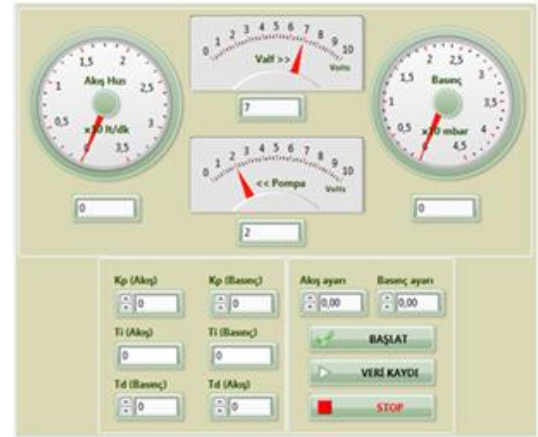 0 0,5 1 1,5 2 2,5 3 3,5
Akış Hızı
x10 lt/dk
0
0 1 2 3 4 5 6 7 8 9 10
Valf >>
Volts
7
0 1 2 3 4 5 6 7 8 9 10
<< Pompa
Volts
2
0 0,5 1 1,5 2 2,5 3 3,5 4 4,5
Basınç
x10 mbar
0
Kp (Akış) Kp (Basınç)
0 0
Ti (Akış) Ti (Basınç)
0 0
Td (Basınç) Td (Akış)
0 0
Akış ayarı Basınç ayarı
0,00 0,00
BAŞLAT
VERİ KAYDI
STOP